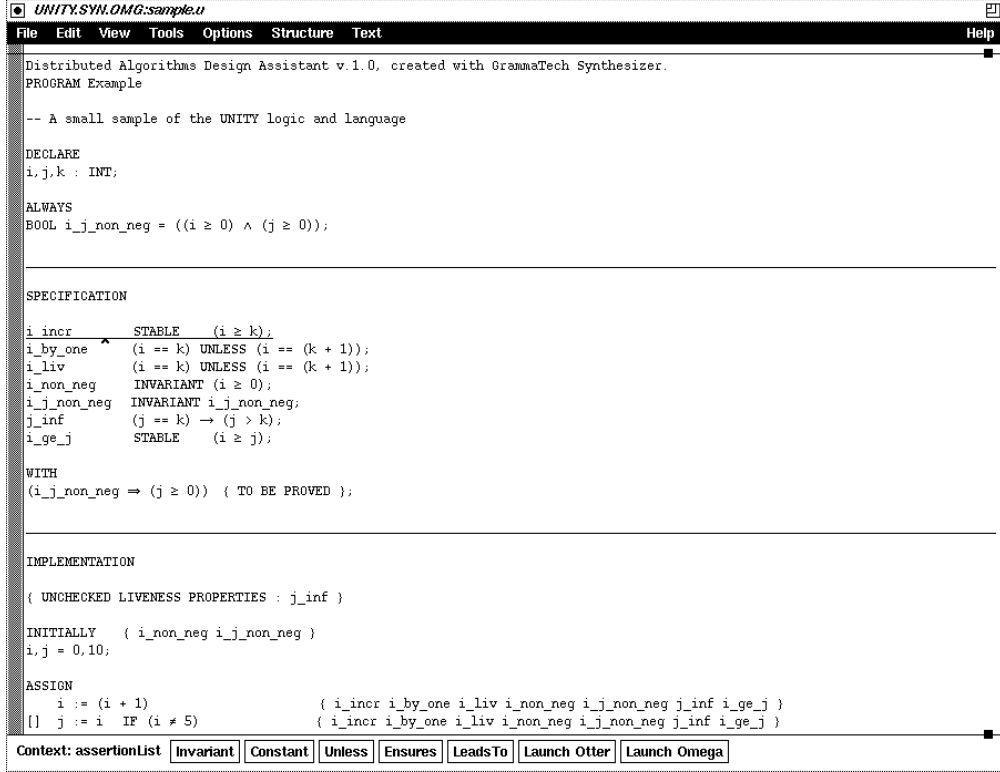 UNITY.SYN.OMG:sample.u
File Edit View Tools Options Structure Text Help
Distributed Algorithms Design Assistant v.1.0, created with GrammaTech Synthesizer.
PROGRAM Example
-- A small sample of the UNITY logic and language
DECLARE
i,j,k : INT;
ALWAYS
BOOL i_j_non_neg = ((i ≥ 0) ∧ (j ≥ 0));
SPECIFICATION
i_incr STABLE (i ≥ k);
i_by_one (i == k) UNLESS (i == (k + 1));
i_liv (i == k) UNLESS (i == (k + 1));
i_non_neg INVARIANT (i ≥ 0);
i_j_non_neg INVARIANT i_j_non_neg;
j_inf (j == k) → (j > k);
i_ge_j STABLE (i ≥ j);
WITH
(i_j_non_neg ⇒ (j ≥ 0)) { TO BE PROVED };
IMPLEMENTATION
{ UNCHECKED LIVENESS PROPERTIES : j_inf }
INITIALLY { i_non_neg i_j_non_neg }
i,j = 0,10;
ASSIGN
i := (i + 1) { i_incr i_by_one i_liv i_non_neg i_j_non_neg j_inf i_ge_j }
[] j := i IF (i ≠ 5) { i_incr i_by_one i_liv i_non_neg i_j_non_neg j_inf i_ge_j }
Context: assertionList Invariant Constant Unless Ensures LeadsTo Launch Otter Launch Omega